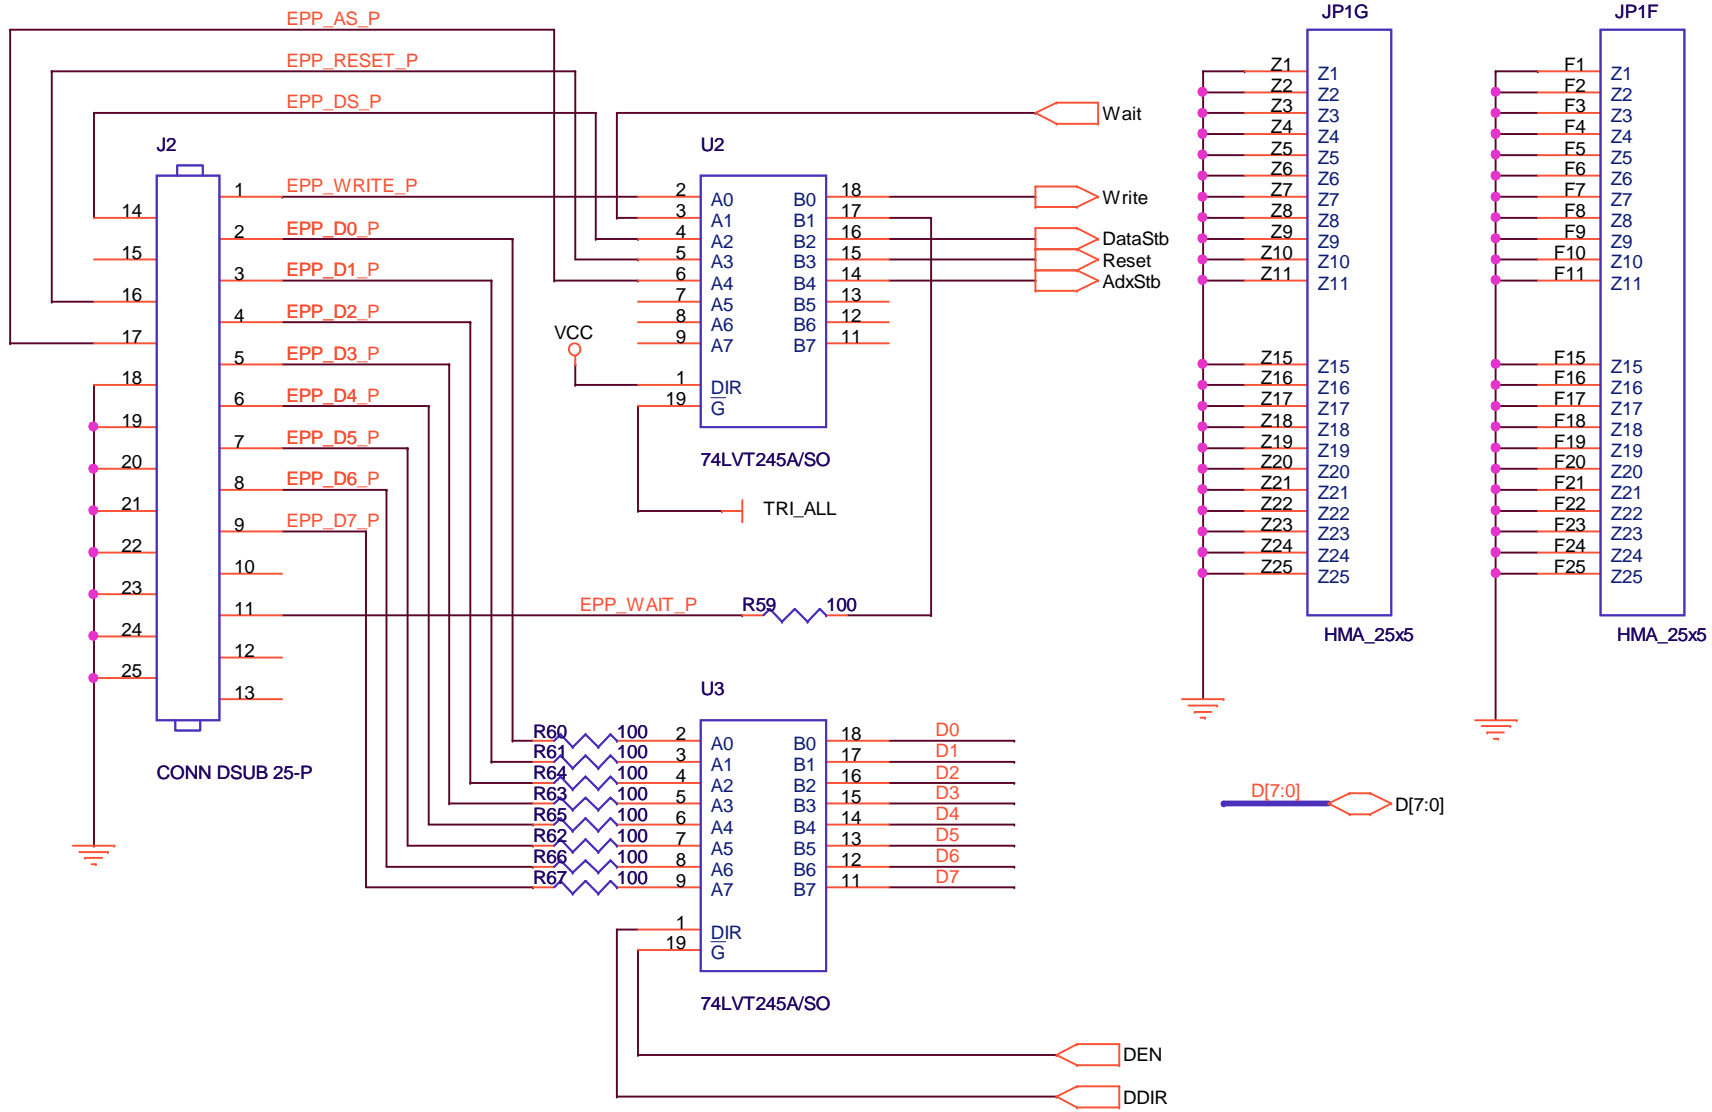 EPP_AS_P
EPP_RESET_P
EPP_DS_P
J2
14
15
16
17
18
19
20
21
22
23
24
25
1
2
3
4
5
6
7
8
9
10
11
12
13
CONN DSUB 25-P
EPP_WRITE_P
EPP_D0_P
EPP_D1_P
EPP_D2_P
EPP_D3_P
EPP_D4_P
EPP_D5_P
EPP_D6_P
EPP_D7_P
EPP_WAIT_P
R59 100
VCC
U2
2 A0 B0 18
3 A1 B1 17
4 A2 B2 16
5 A3 B3 15
6 A4 B4 14
7 A5 B5 13
8 A6 B6 12
9 A7 B7 11
1 DIR
19 G
74LVT245A/SO
TRI_ALL
Wait
Write
DataStb
Reset
AdxStb
U3
R60 100 2 A0 B0 18 D0
R61 100 3 A1 B1 17 D1
R64 100 4 A2 B2 16 D2
R63 100 5 A3 B3 15 D3
R65 100 6 A4 B4 14 D4
R62 100 7 A5 B5 13 D5
R66 100 8 A6 B6 12 D6
R67 100 9 A7 B7 11 D7
1 DIR
19 G
74LVT245A/SO
DEN
DDIR
JP1G
Z1 Z1
Z2 Z2
Z3 Z3
Z4 Z4
Z5 Z5
Z6 Z6
Z7 Z7
Z8 Z8
Z9 Z9
Z10 Z10
Z11 Z11
Z15 Z15
Z16 Z16
Z17 Z17
Z18 Z18
Z19 Z19
Z20 Z20
Z21 Z21
Z22 Z22
Z23 Z23
Z24 Z24
Z25 Z25
HMA_25x5
JP1F
F1 Z1
F2 Z2
F3 Z3
F4 Z4
F5 Z5
F6 Z6
F7 Z7
F8 Z8
F9 Z9
F10 Z10
F11 Z11
F15 Z15
F16 Z16
F17 Z17
F18 Z18
F19 Z19
F20 Z20
F21 Z21
F22 Z22
F23 Z23
F24 Z24
F25 Z25
HMA_25x5
D[7:0] D[7:0]